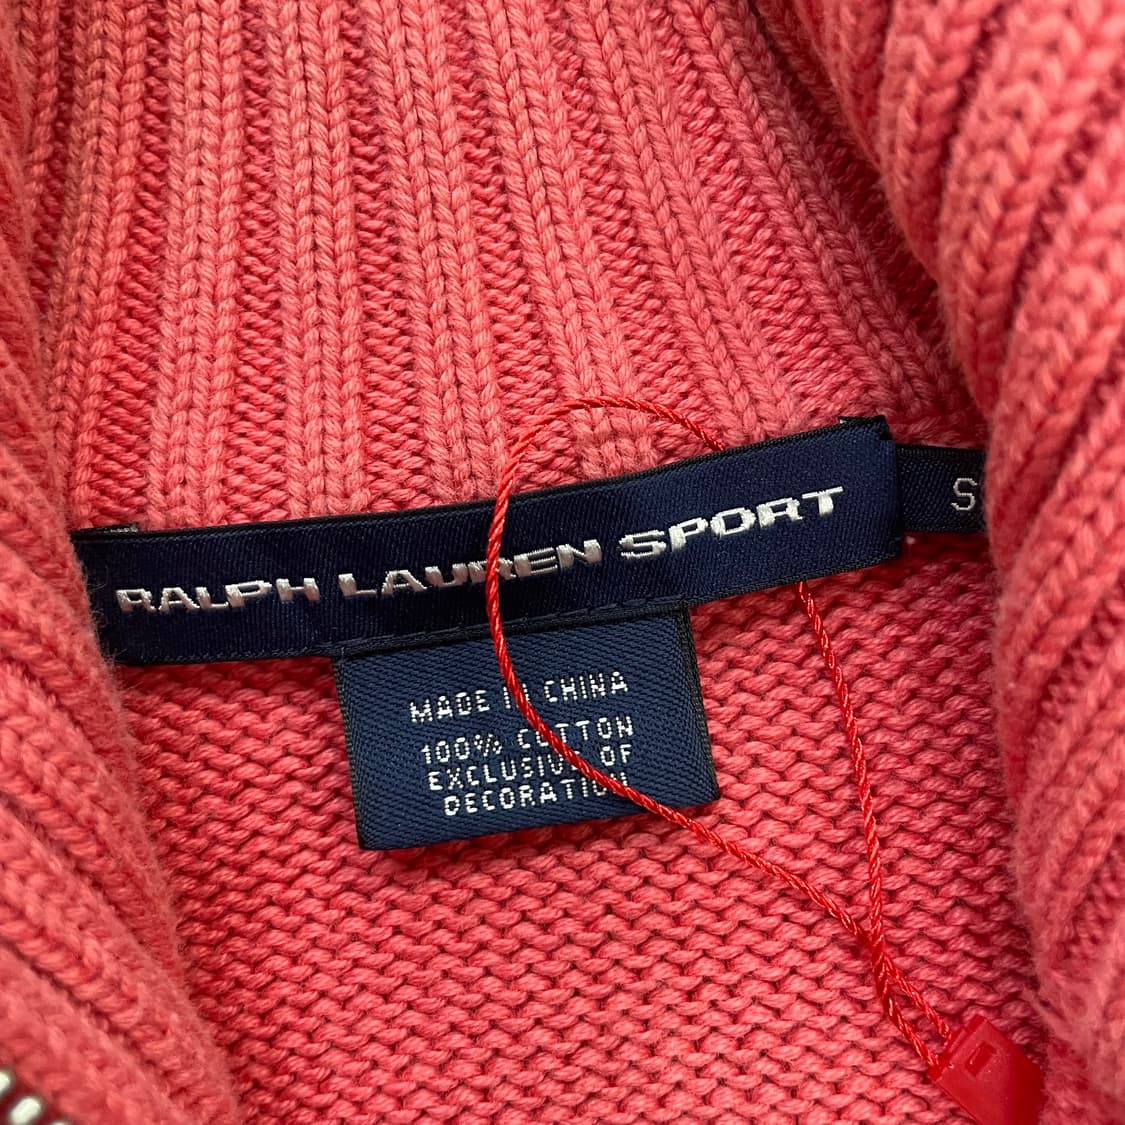 RALPH LAUREN SPORT
S
MADE IN CHINA
100% COTTON
EXCLUSIVE OF
DECORATION